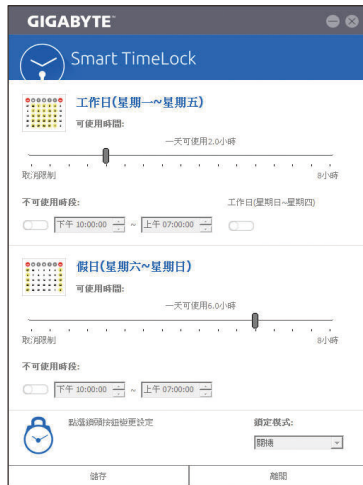 GIGABYTE™
Smart TimeLock
工作日(星期一~星期五)
可使用時間:
一天可使用2.0小時
取消限制 8小時
不可使用時段: 工作日(星期日~星期四)
下午 10:00:00 ~ 上午 07:00:00
假日(星期六~星期日)
可使用時間:
一天可使用6.0小時
取消限制 8小時
不可使用時段:
下午 10:00:00 ~ 上午 07:00:00
點選鎖頭按鈕變更設定 鎖定模式:
關機
儲存 離開